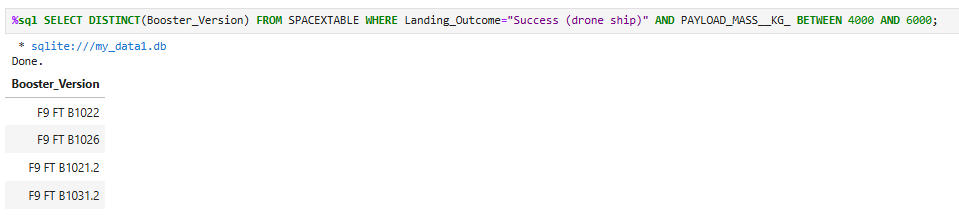 %sql SELECT DISTINCT(Booster_Version) FROM SPACEXTABLE WHERE Landing_Outcome="Success (drone ship)" AND PAYLOAD_MASS__KG_ BETWEEN 4000 AND 6000;
* sqlite:///my_data1.db
Done.
Booster_Version
F9 FT B1022
F9 FT B1026
F9 FT B1021.2
F9 FT B1031.2